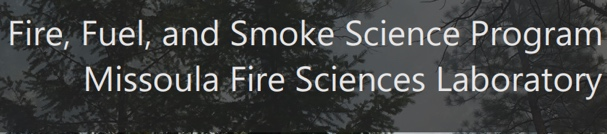 Fire, Fuel, and Smoke Science Program
Missoula Fire Sciences Laboratory